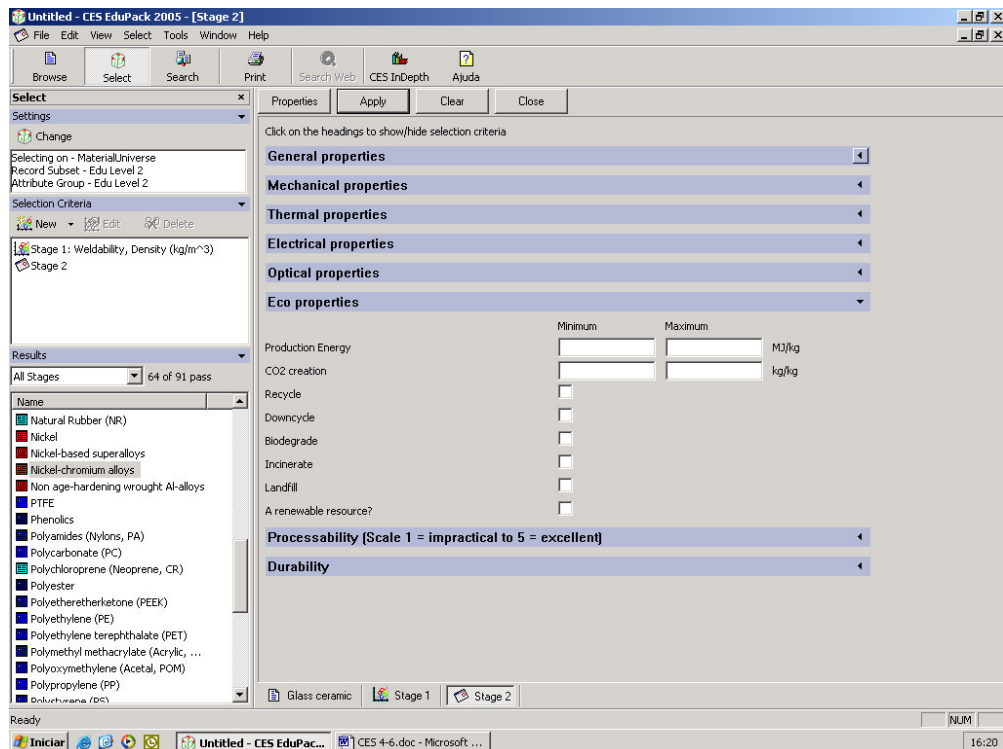 Untitled - CES EduPack 2005 - [Stage 2]
File Edit View Select Tools Window Help
Browse Select Search Print Search Web CES InDepth Ajuda
Select
Settings
Change
Selecting on - MaterialUniverse
Record Subset - Edu Level 2
Attribute Group - Edu Level 2
Selection Criteria
New Edit Delete
Stage 1: Weldability, Density (kg/m^3)
Stage 2
Results
All Stages 64 of 91 pass
Name
Natural Rubber (NR)
Nickel
Nickel-based superalloys
Nickel-chromium alloys
Non age-hardening wrought Al-alloys
PTFE
Phenolics
Polyamides (Nylons, PA)
Polycarbonate (PC)
Polychloroprene (Neoprene, CR)
Polyester
Polyetheretherketone (PEEK)
Polyethylene (PE)
Polyethylene terephthalate (PET)
Polymethyl methacrylate (Acrylic, ...
Polyoxymethylene (Acetal, POM)
Polypropylene (PP)
Polystyrene (PS)
Properties Apply Clear Close
Click on the headings to show/hide selection criteria
General properties
Mechanical properties
Thermal properties
Electrical properties
Optical properties
Eco properties
Minimum Maximum
Production Energy MJ/kg
CO2 creation kg/kg
Recycle
Downcycle
Biodegrade
Incinerate
Landfill
A renewable resource?
Processability (Scale 1 = impractical to 5 = excellent)
Durability
Glass ceramic Stage 1 Stage 2
Ready NUM
Iniciar Untitled - CES EduPac... CES 4-6.doc - Microsoft ... 16:20